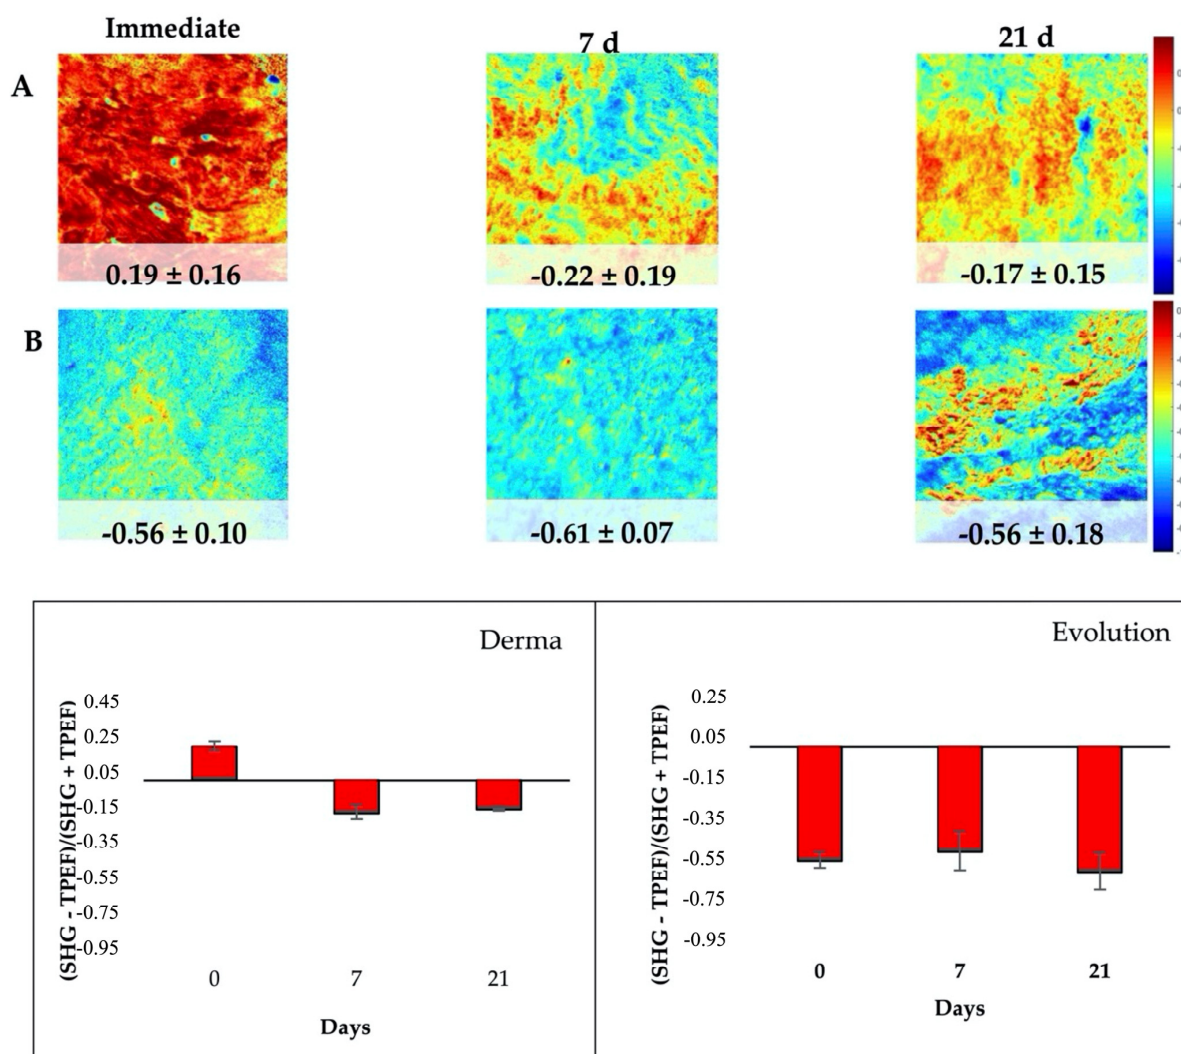 Immediate
7 d
21 d
A
0.19 ± 0.16
-0.22 ± 0.19
-0.17 ± 0.15
B
-0.56 ± 0.10
-0.61 ± 0.07
-0.56 ± 0.18
Derma
(SHG - TPEF)/(SHG + TPEF)
0.45
0.25
0.05
-0.15
-0.35
-0.55
-0.75
-0.95
0
7
21
Days
Evolution
(SHG - TPEF)/(SHG + TPEF)
0.25
0.05
-0.15
-0.35
-0.55
-0.75
-0.95
0
7
21
Days